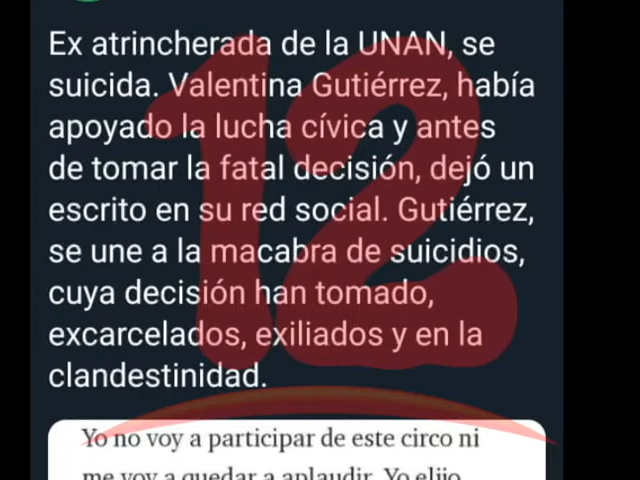 Ex atrincherada de la UNAN, se
suicida. Valentina Gutiérrez, había
apoyado la lucha cívica y antes
de tomar la fatal decisión, dejó un
escrito en su red social. Gutiérrez,
se une a la macabra de suicidios,
cuya decisión han tomado,
excarcelados, exiliados y en la
clandestinidad.
12
Yo no voy a participar de este circo ni
me voy a quedar a aplaudir. Yo elijo